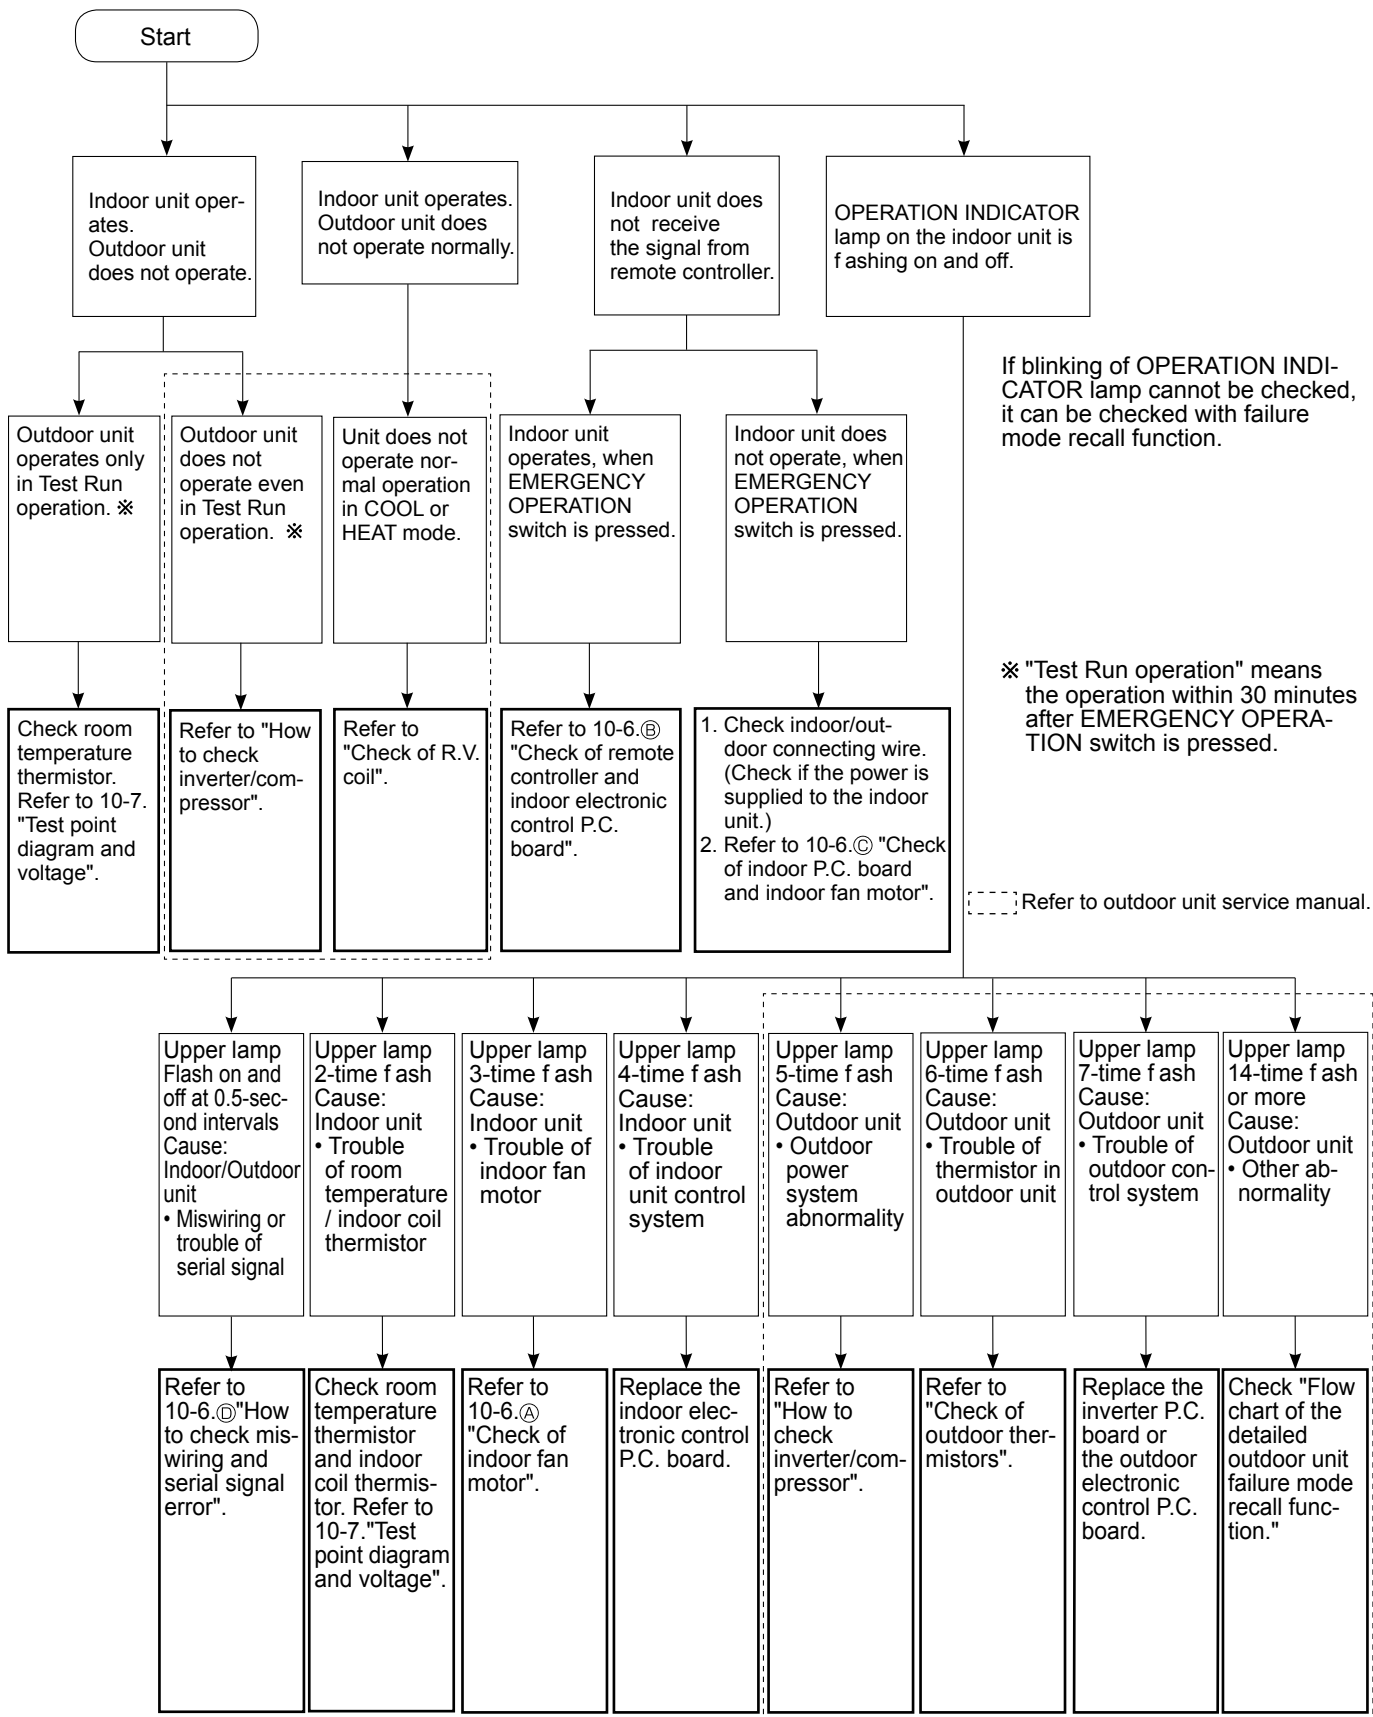 Start
Indoor unit oper-
ates.
Outdoor unit
does not operate.
Indoor unit operates.
Outdoor unit does
not operate normally.
Indoor unit does
not receive
the signal from
remote controller.
OPERATION INDICATOR
lamp on the indoor unit is
f ashing on and off.
If blinking of OPERATION INDI-
CATOR lamp cannot be checked,
it can be checked with failure
mode recall function.
Outdoor unit
operates only
in Test Run
operation. ※
Outdoor unit
does not
operate even
in Test Run
operation. ※
Unit does not
operate nor-
mal operation
in COOL or
HEAT mode.
Indoor unit
operates, when
EMERGENCY
OPERATION
switch is pressed.
Indoor unit does
not operate, when
EMERGENCY
OPERATION
switch is pressed.
※ "Test Run operation" means
the operation within 30 minutes
after EMERGENCY OPERA-
TION switch is pressed.
Check room
temperature
thermistor.
Refer to 10-7.
"Test point
diagram and
voltage".
Refer to "How
to check
inverter/com-
pressor".
Refer to
"Check of R.V.
coil".
Refer to 10-6.Ⓑ
"Check of remote
controller and
indoor electronic
control P.C.
board".
1. Check indoor/out-
door connecting wire.
(Check if the power is
supplied to the indoor
unit.)
2. Refer to 10-6.Ⓒ "Check
of indoor P.C. board
and indoor fan motor".
Refer to outdoor unit service manual.
Upper lamp
Flash on and
off at 0.5-sec-
ond intervals
Cause:
Indoor/Outdoor
unit
• Miswiring or
trouble of
serial signal
Upper lamp
2-time f ash
Cause:
Indoor unit
• Trouble
of room
temperature
/ indoor coil
thermistor
Upper lamp
3-time f ash
Cause:
Indoor unit
• Trouble of
indoor fan
motor
Upper lamp
4-time f ash
Cause:
Indoor unit
• Trouble
of indoor
unit control
system
Upper lamp
5-time f ash
Cause:
Outdoor unit
• Outdoor
power
system
abnormality
Upper lamp
6-time f ash
Cause:
Outdoor unit
• Trouble of
thermistor in
outdoor unit
Upper lamp
7-time f ash
Cause:
Outdoor unit
• Trouble of
outdoor con-
trol system
Upper lamp
14-time f ash
or more
Cause:
Outdoor unit
• Other ab-
normality
Refer to
10-6.Ⓓ"How
to check mis-
wiring and
serial signal
error".
Check room
temperature
thermistor
and indoor
coil thermis-
tor. Refer to
10-7."Test
point diagram
and voltage".
Refer to
10-6.Ⓐ
"Check of
indoor fan
motor".
Replace the
indoor elec-
tronic control
P.C. board.
Refer to
"How to
check
inverter/com-
pressor".
Refer to
"Check of
outdoor ther-
mistors".
Replace the
inverter P.C.
board or
the outdoor
electronic
control P.C.
board.
Check "Flow
chart of the
detailed
outdoor unit
failure mode
recall func-
tion."